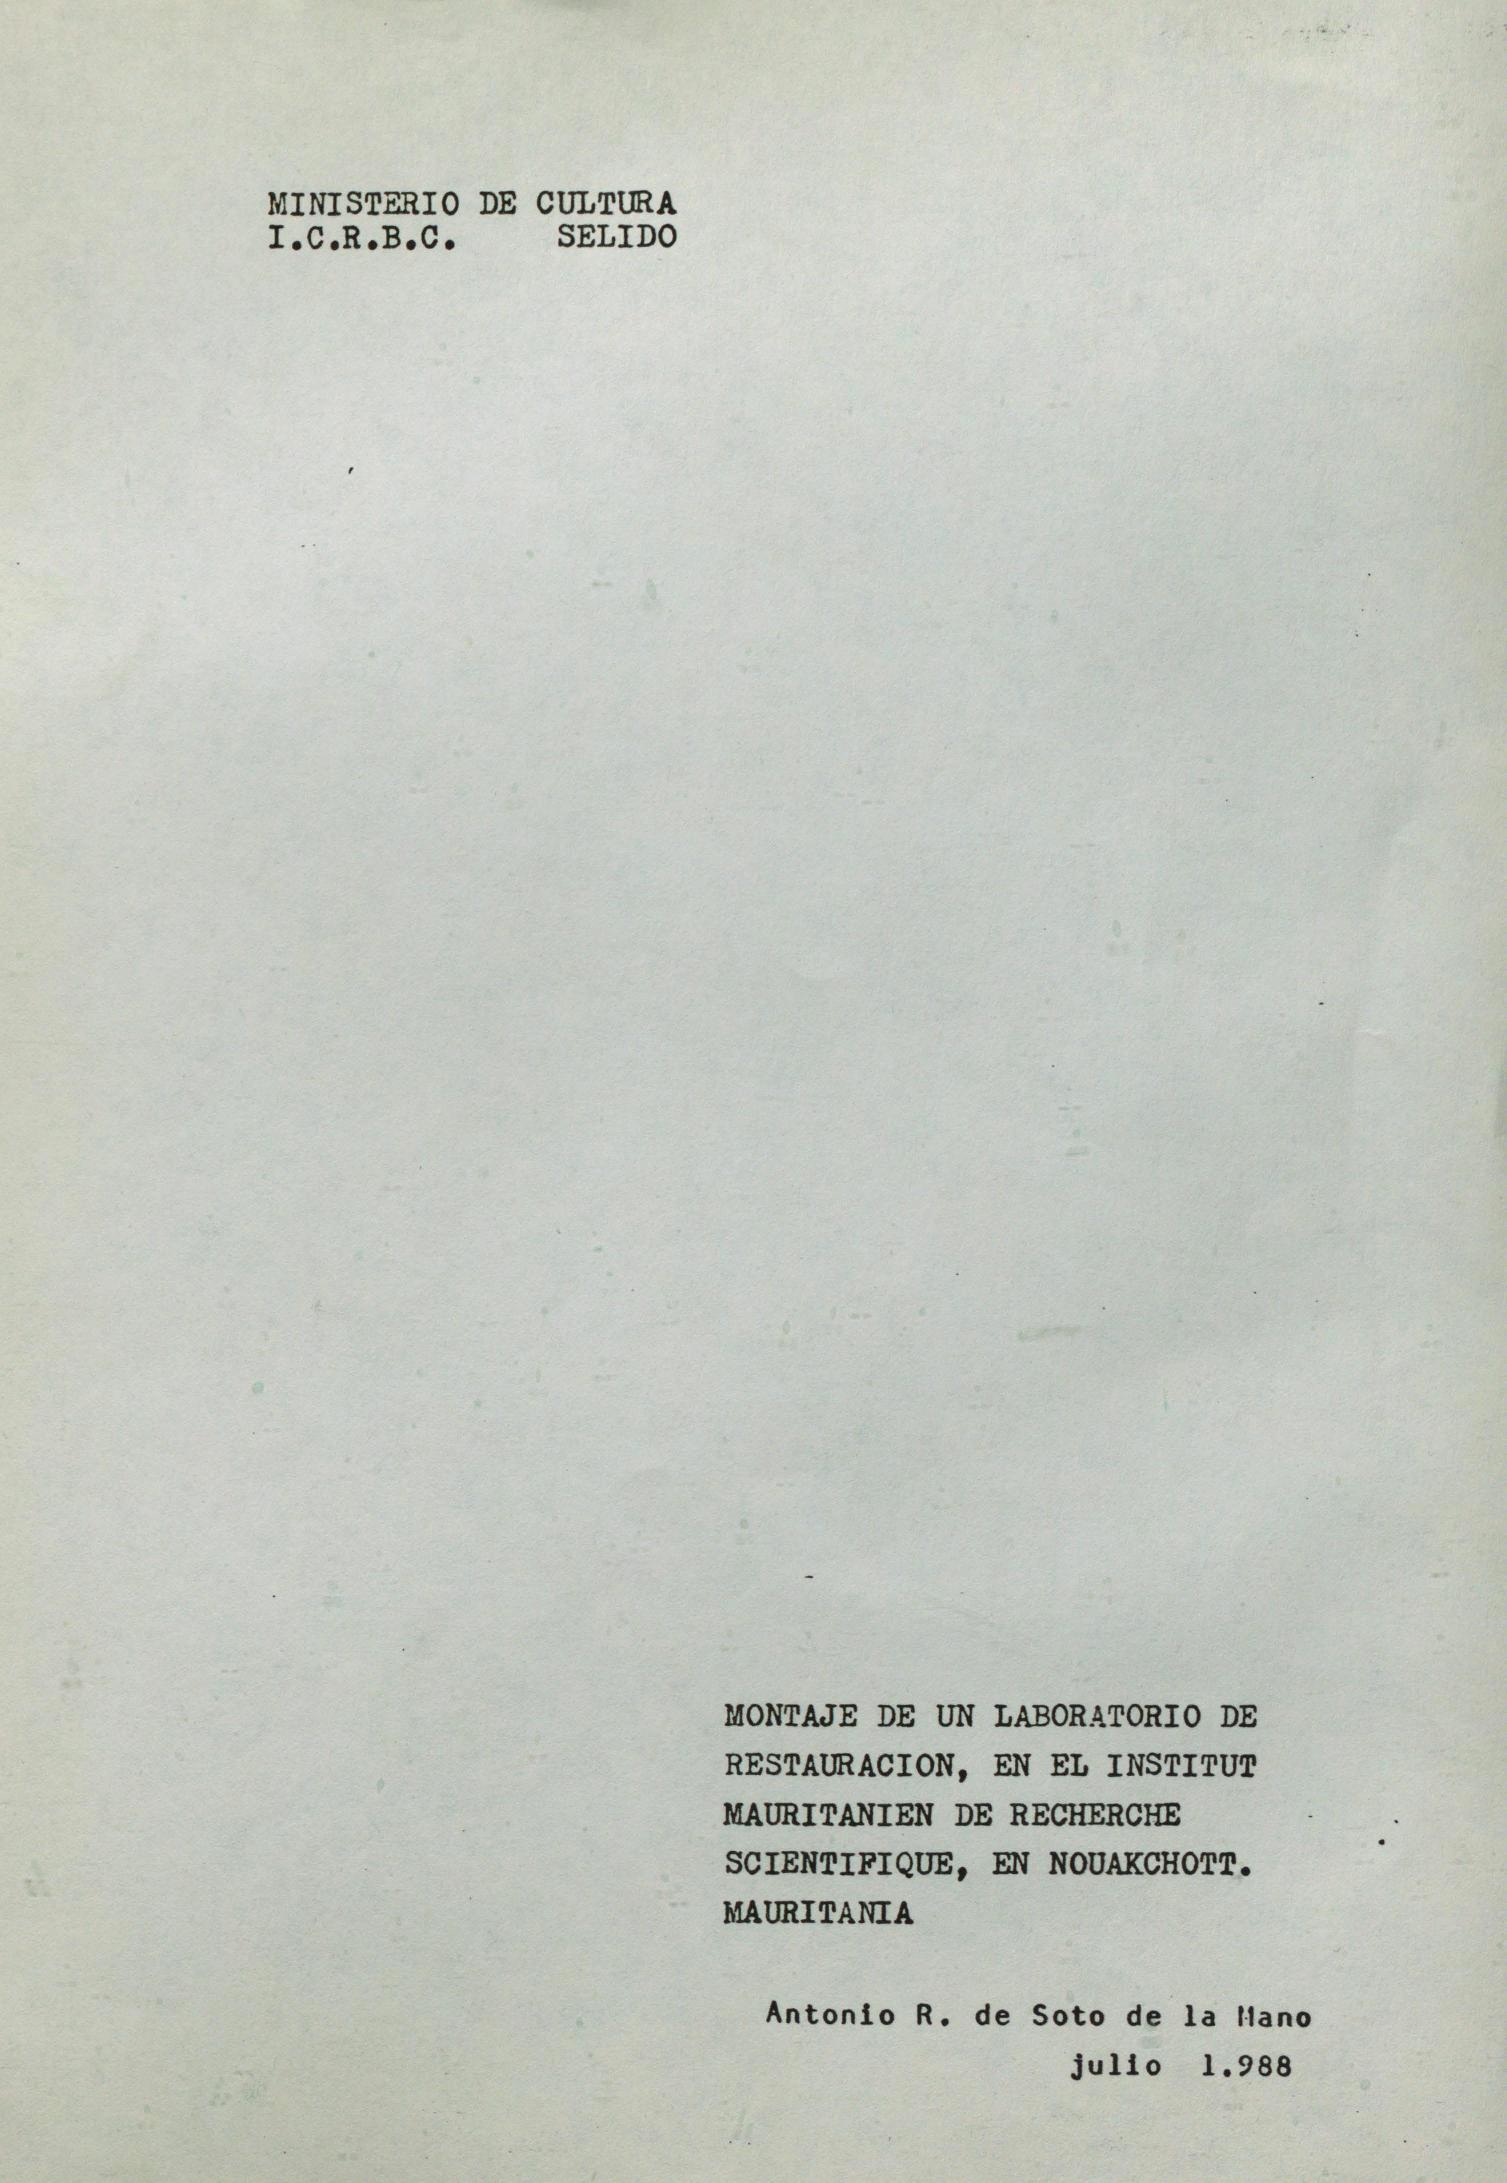 MINISTERIO DE CULTURA
I.C.R.B.C. SELIDO
MONTAJE DE UN LABORATORIO DE
RESTAURACION, EN EL INSTITUT
MAURITANIEN DE RECHERCHE
SCIENTIFIQUE, EN NOUAKCHOTT.
MAURITANIA
Antonio R. de Soto de la Mano
julio 1.988